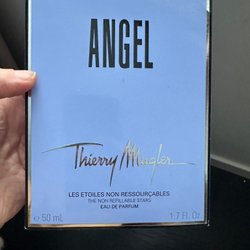 ANGEL
Thierry Mugler
LES ETOILES NON RESSOURÇABLES
THE NON REFILLABLE STARS
EAU DE PARFUM
e 50 mL 1.7 Fl. Oz